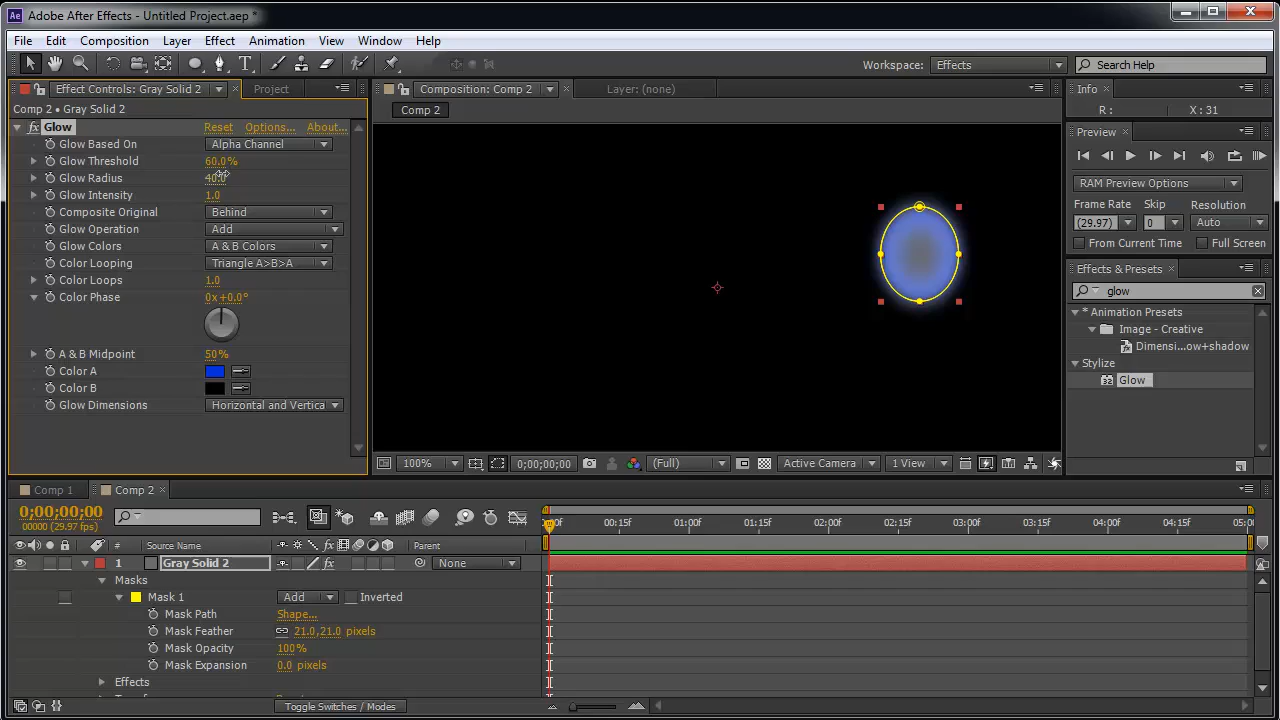 Ae Adobe After Effects - Untitled Project.aep *
File Edit Composition Layer Effect Animation View Window Help
Workspace: Effects Search Help
Effect Controls: Gray Solid 2 Project Composition: Comp 2 Layer: (none) Info
Comp 2 • Gray Solid 2 Comp 2 R : X : 31
fx Glow Reset Options... About...
Glow Based On Alpha Channel
Glow Threshold 60.0%
Glow Radius 40.0
Glow Intensity 1.0
Composite Original Behind
Glow Operation Add
Glow Colors A & B Colors
Color Looping Triangle A>B>A
Color Loops 1.0
Color Phase 0x+0.0°
A & B Midpoint 50%
Color A
Color B
Glow Dimensions Horizontal and Vertica
Preview
RAM Preview Options
Frame Rate Skip Resolution
(29.97) 0 Auto
From Current Time Full Screen
Effects & Presets
glow
* Animation Presets
Image - Creative
Dimensi...ow+shadow
Stylize
32 Glow
100% 0;00;00;00 (Full) Active Camera 1 View
Comp 1 Comp 2
0;00;00;00
00000 (29.97 fps)
:00f 00:15f 01:00f 01:15f 02:00f 02:15f 03:00f 03:15f 04:00f 04:15f 05:0
# Source Name fx Parent
1 Gray Solid 2 fx None
Masks
Mask 1 Add Inverted
Mask Path Shape...
Mask Feather 21.0,21.0 pixels
Mask Opacity 100%
Mask Expansion 0.0 pixels
Effects
Toggle Switches / Modes